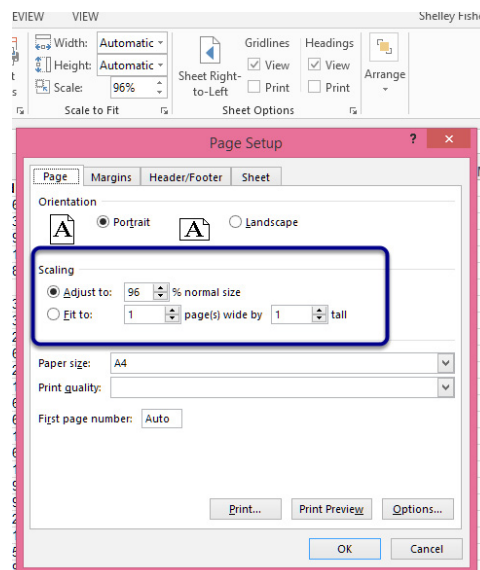 VIEW
Shelley Fish
Width: Automatic
Height: Automatic
Scale: 96%
Scale to Fit
Sheet Right-
to-Left
Gridlines
View
Print
Headings
View
Print
Sheet Options
Arrange
Page Setup
? ×
Page Margins Header/Footer Sheet
Orientation
A Portrait A Landscape
Scaling
Adjust to: 96 % normal size
Fit to: 1 page(s) wide by 1 tall
Paper size: A4
Print quality:
First page number: Auto
Print... Print Preview Options...
OK Cancel